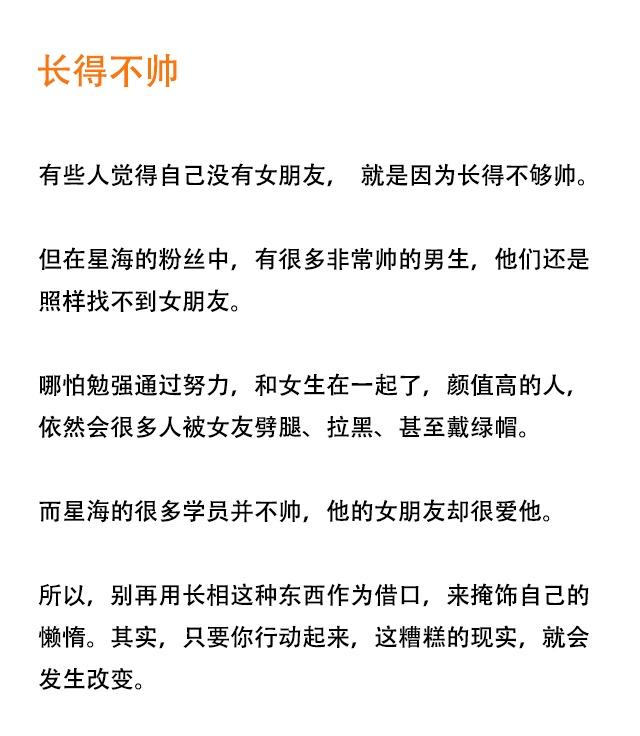 长得不帅
有些人觉得自己没有女朋友， 就是因为长得不够帅。
但在星海的粉丝中，有很多非常帅的男生，他们还是
照样找不到女朋友。
哪怕勉强通过努力，和女生在一起了，颜值高的人，
依然会很多人被女友劈腿、拉黑、甚至戴绿帽。
而星海的很多学员并不帅，他的女朋友却很爱他。
所以，别再用长相这种东西作为借口，来掩饰自己的
懒惰。其实，只要你行动起来，这糟糕的现实，就会
发生改变。